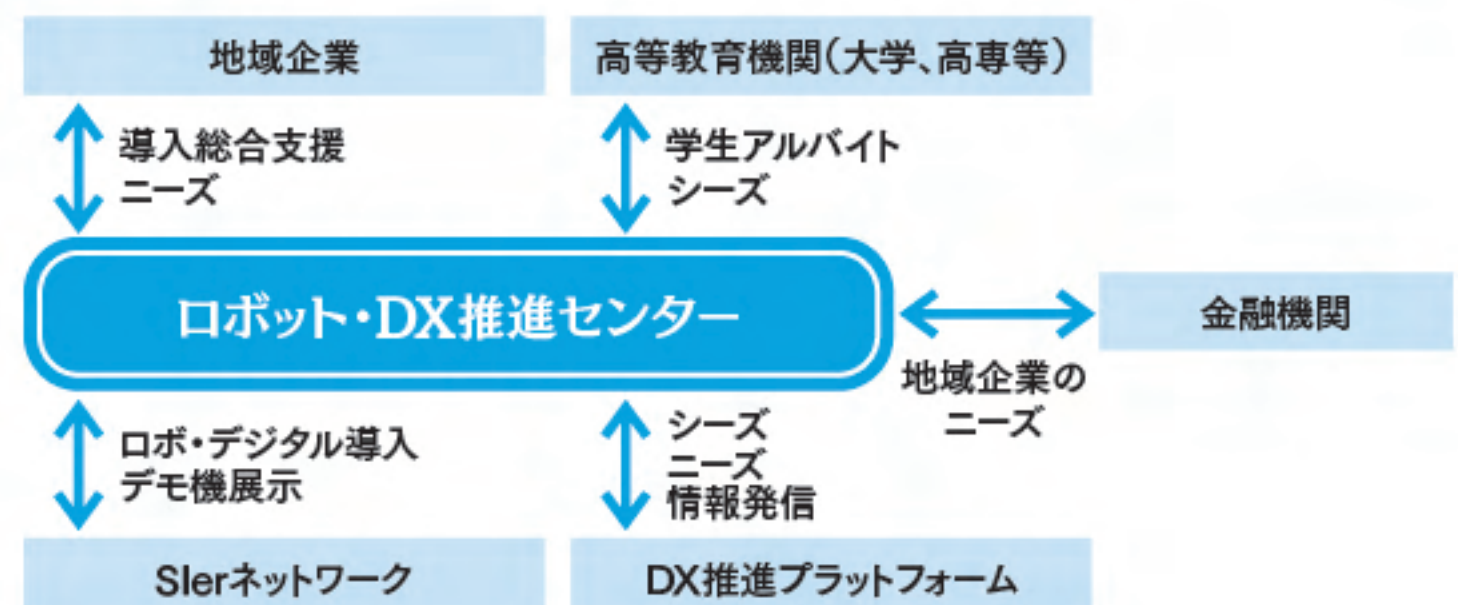 地域企業
高等教育機関(大学、高専等)
導入総合支援
ニーズ
学生アルバイト
シーズ
ロボット・DX推進センター
金融機関
地域企業の
ニーズ
ロボ・デジタル導入
デモ機展示
シーズ
ニーズ
情報発信
SIerネットワーク
DX推進プラットフォーム